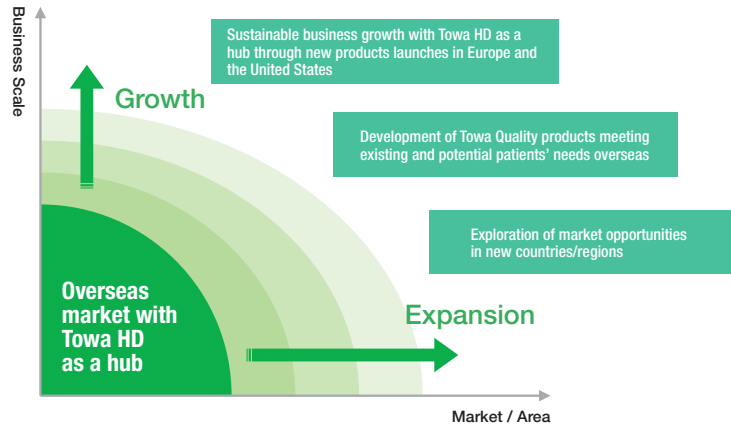 Business Scale
Sustainable business growth with Towa HD as a
hub through new products launches in Europe and
the United States
Growth
Development of Towa Quality products meeting
existing and potential patients' needs overseas
Exploration of market opportunities
in new countries/regions
Overseas
market with
Towa HD
as a hub
Expansion
Market / Area